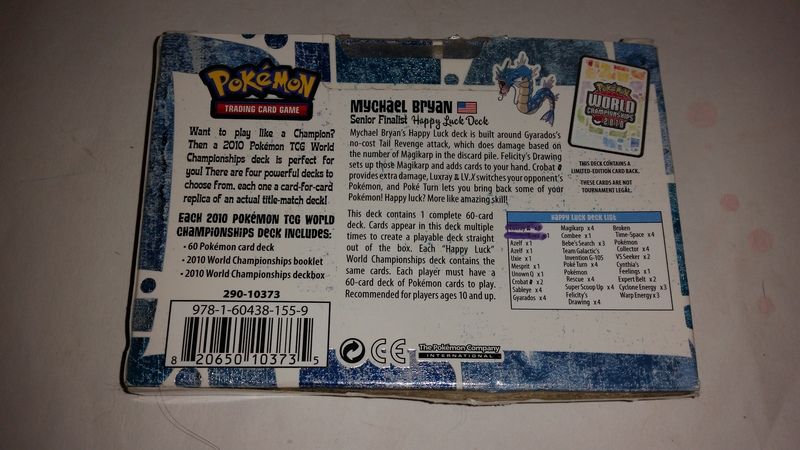 POKéMON
TRADING CARD GAME
Want to play like a Champion?
Then a 2010 Pokémon TCG World
Championships deck is perfect for
you! There are four powerful decks to
choose from, each one a card-for-card
replica of an actual title-match deck!
EACH 2010 POKÉMON TCG WORLD
CHAMPIONSHIPS DECK INCLUDES:
• 60 Pokémon card deck
• 2010 World Championships booklet
• 2010 World Championships deckbox
290-10373
978-1-60438-155-9
8 20650 10373 5
MYCHAEL BRYAN
Senior Finalist Happy Luck Deck
Mychael Bryan's Happy Luck deck is built around Gyarados's
no-cost Tail Revenge attack, which does damage based on
the number of Magikarp in the discard pile. Felicity's Drawing
sets up those Magikarp and adds cards to your hand. Crobat G
provides extra damage, Luxray GL LV.X switches your opponent's
Pokémon, and Poké Turn lets you bring back some of your
Pokémon! Happy luck? More like amazing skill!
This deck contains 1 complete 60-card
deck. Cards appear in this deck multiple
times to create a playable deck straight
out of the box. Each "Happy Luck"
World Championships deck contains the
same cards. Each player must have a
60-card deck of Pokémon cards to play.
Recommended for players ages 10 and up.
CE
The Pokémon Company
INTERNATIONAL
POKéMON
WORLD
CHAMPIONSHIPS
2010
THIS DECK CONTAINS A
LIMITED-EDITION CARD BACK.
THESE CARDS ARE NOT
TOURNAMENT LEGAL.
HAPPY LUCK DECK LIST
Azelf x1
Azelf x1
Uxie x1
Mesprit x1
Unown Q x1
Crobat G x2
Sableye x4
Gyarados x4
Magikarp x4
Combee x1
Bebe's Search x3
Team Galactic's
Invention G-105
Poké Turn x4
Pokémon
Rescue x4
Super Scoop Up x4
Felicity's
Drawing x4
Broken
Time-Space x4
Pokémon
Collector x4
VS Seeker x2
Cynthia's
Feelings x1
Expert Belt x2
Cyclone Energy x3
Warp Energy x3